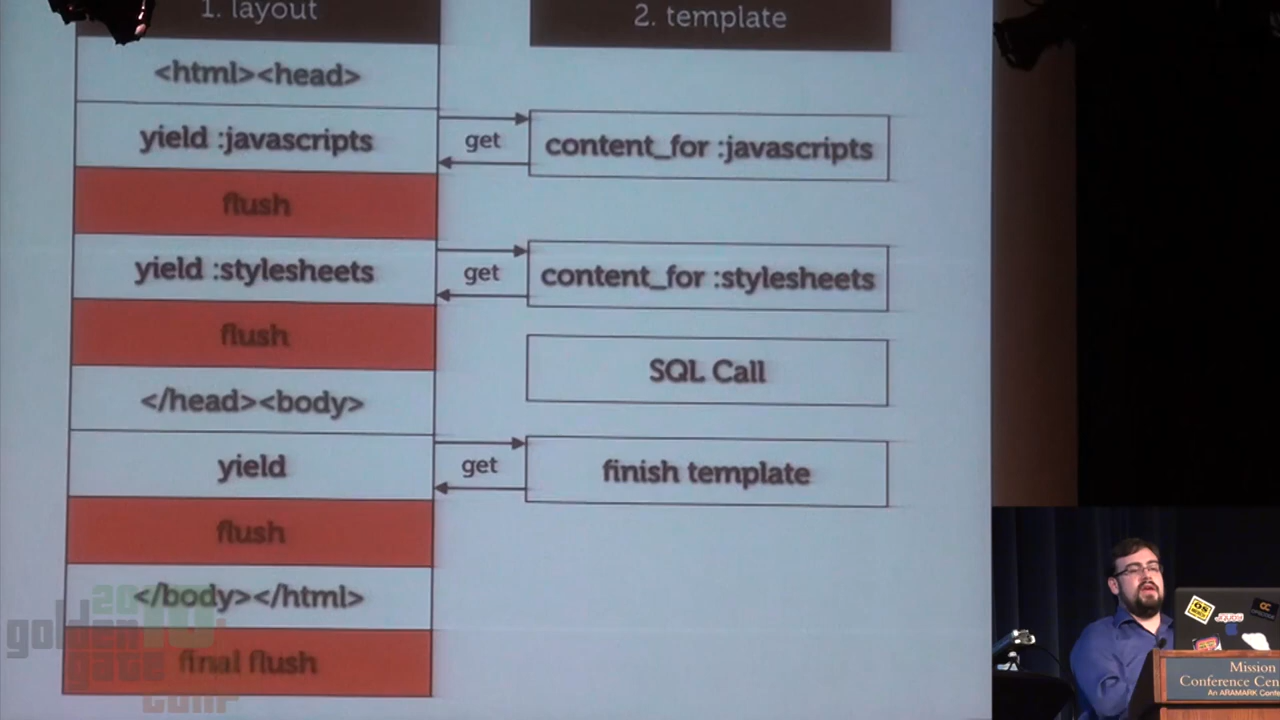 1. layout
2. template
<html><head>
yield :javascripts
get
content_for :javascripts
flush
yield :stylesheets
get
content_for :stylesheets
flush
SQL Call
</head><body>
yield
get
finish template
flush
</body></html>
final flush
2010
golden
gate
conf
Mission
Conference Cen
An ARAMARK Confe